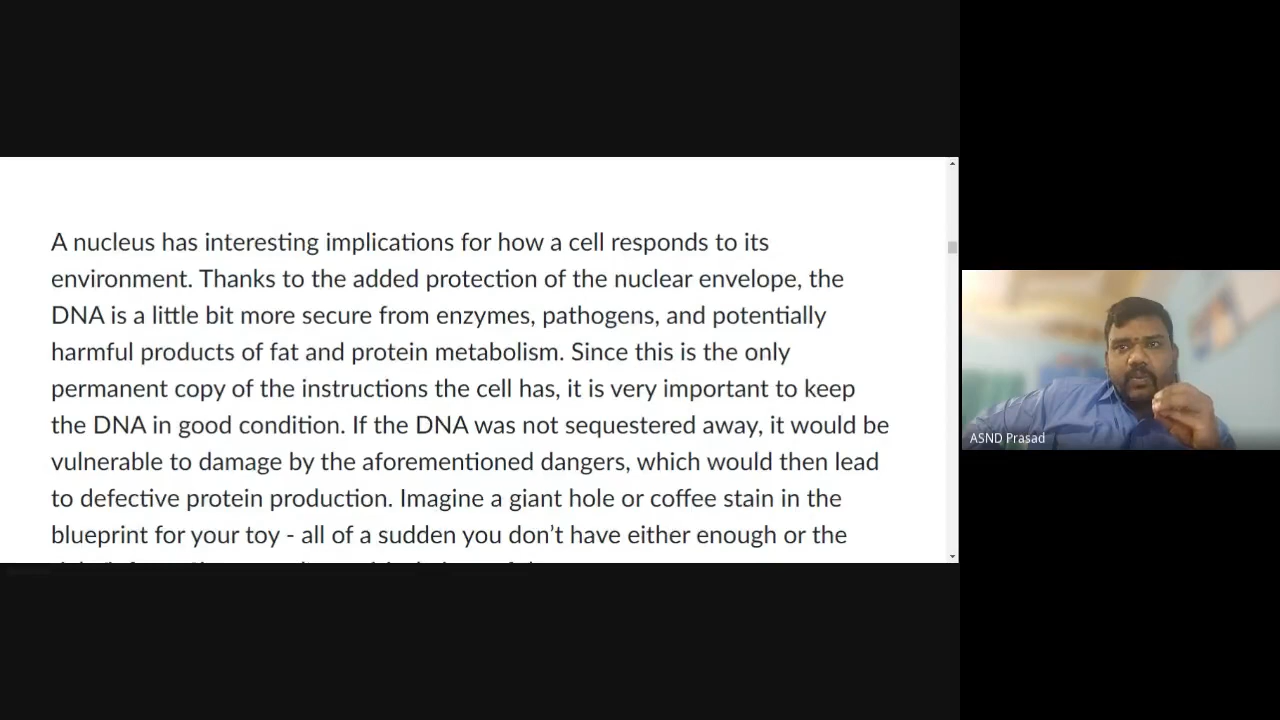 A nucleus has interesting implications for how a cell responds to its
environment. Thanks to the added protection of the nuclear envelope, the
DNA is a little bit more secure from enzymes, pathogens, and potentially
harmful products of fat and protein metabolism. Since this is the only
permanent copy of the instructions the cell has, it is very important to keep
the DNA in good condition. If the DNA was not sequestered away, it would be
vulnerable to damage by the aforementioned dangers, which would then lead
to defective protein production. Imagine a giant hole or coffee stain in the
blueprint for your toy - all of a sudden you don’t have either enough or the
ASND Prasad